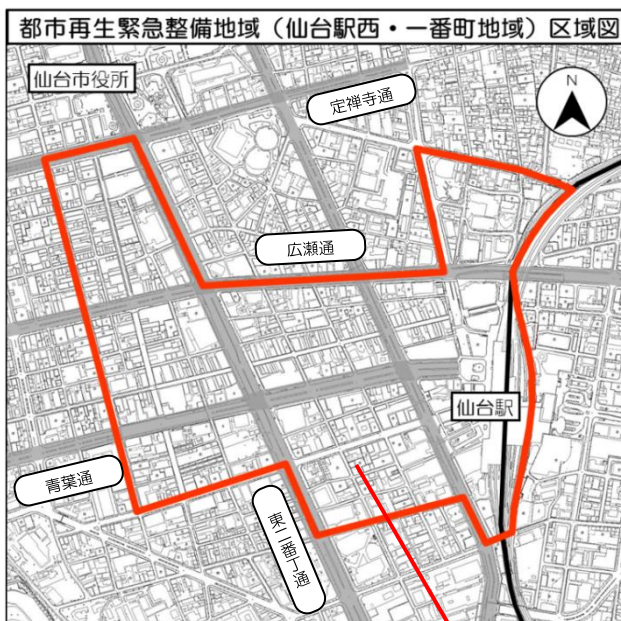 都市再生緊急整備地域（仙台駅西・一番町地域）区域図
仙台市役所
定禅寺通
N
広瀬通
仙台駅
青葉通
東二番丁通